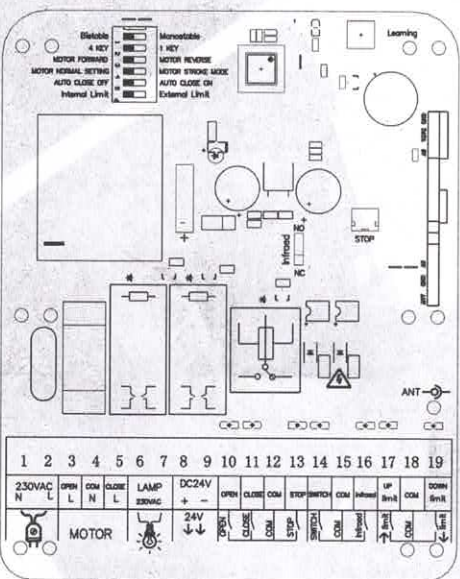 Bistable Monostable
4 KEY 1 KEY
MOTOR FORWARD MOTOR REVERSE
MOTOR NORMAL SETTING MOTOR STROKE MODE
AUTO CLOSE OFF AUTO CLOSE ON
Internal Limit External Limit
Learning
STOP
NO
Infraed
NC
ANT
1 2 3 4 5 6 7 8 9 10 11 12 13 14 15 16 17 18 19
230VAC OPEN COM CLOSE LAMP DC24V OPEN CLOSE COM STOP SWITCH COM Infraed UP limit COM DOWN limit
N L L N L 230VAC + -
MOTOR 24V OPEN CLOSE COM STOP SWITCH COM Infraed limit COM limit